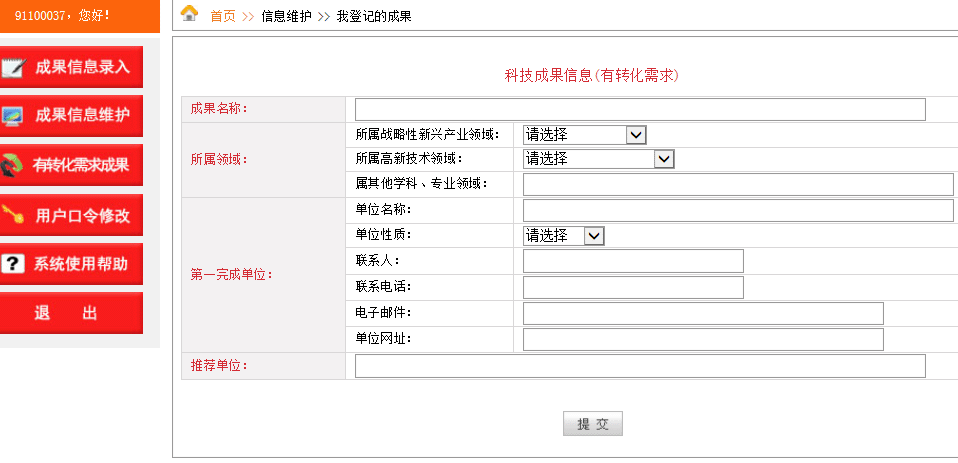 91100037，您好！
首页 >> 信息维护 >> 我登记的成果
成果信息录入
成果信息维护
有转化需求成果
用户口令修改
系统使用帮助
退 出
科技成果信息(有转化需求)
成果名称：
所属领域：
所属战略性新兴产业领域： 请选择
所属高新技术领域： 请选择
属其他学科、专业领域：
第一完成单位：
单位名称：
单位性质： 请选择
联系人：
联系电话：
电子邮件：
单位网址：
推荐单位：
提 交